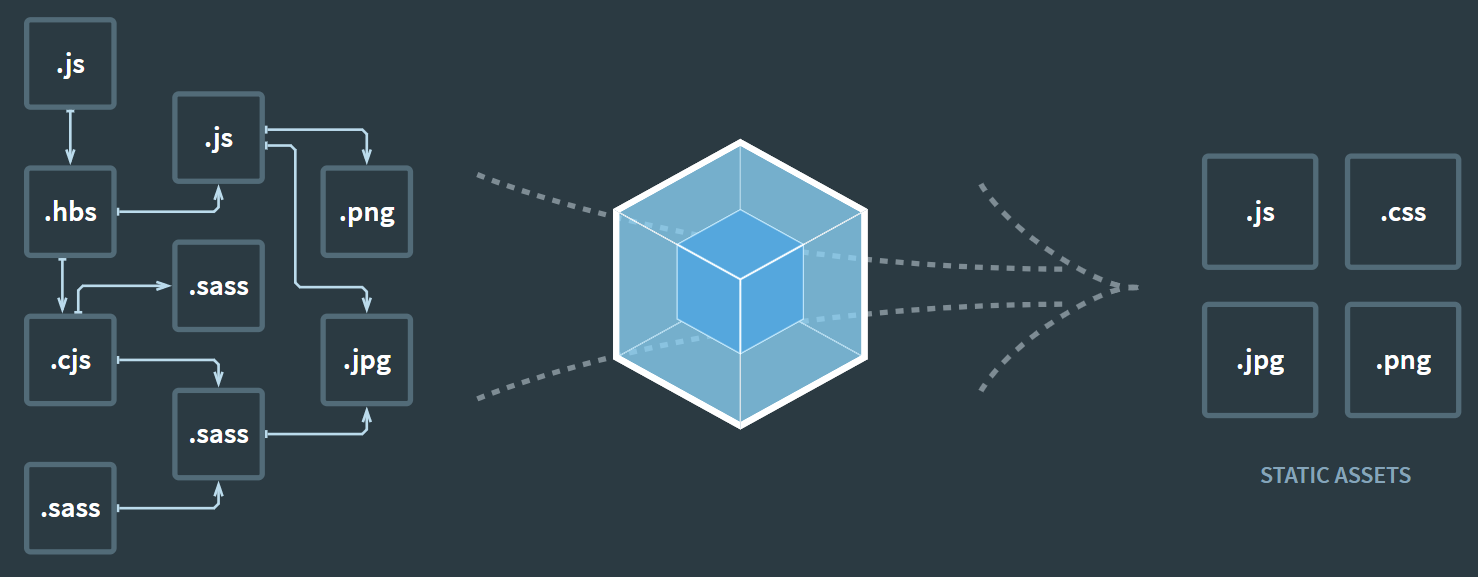 .js
.js
.hbs
.png
.sass
.cjs
.jpg
.sass
.sass
.js
.css
.jpg
.png
STATIC ASSETS